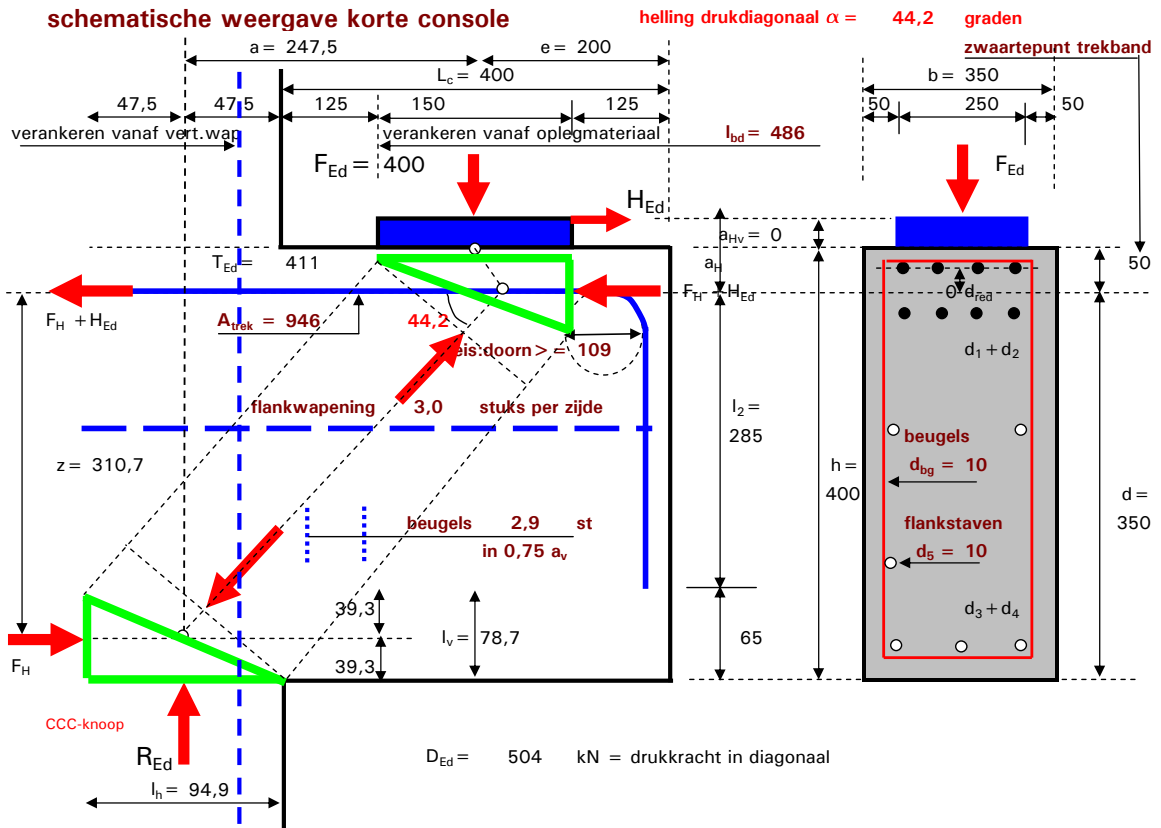 schematische weergave korte console
helling drukdiagonaal α = 44,2 graden
a = 247,5
e = 200
zwaartepunt trekband
L_c = 400
b = 350
47,5 47,5 125 150 125
50 250 50
verankeren vanaf vert.wap
verankeren vanaf oplegmateriaal
l_bd = 486
F_Ed = 400
F_Ed
H_Ed
a_Hv = 0
T_Ed = 411
a_H
50
F_H H_Ed
0 d_red
F_H + H_Ed
A_trek = 946
44,2
eis:doorn > = 109
d_1 + d_2
flankwapening 3,0 stuks per zijde
l_2 =
285
beugels
d_bg = 10
z = 310,7
h =
400
d =
350
beugels 2,9 st
in 0,75 a_v
flankstaven
d_5 = 10
39,3
l_v = 78,7
65
d_3 + d_4
F_H
39,3
CCC-knoop
R_Ed
D_Ed = 504 kN = drukkracht in diagonaal
l_h = 94,9